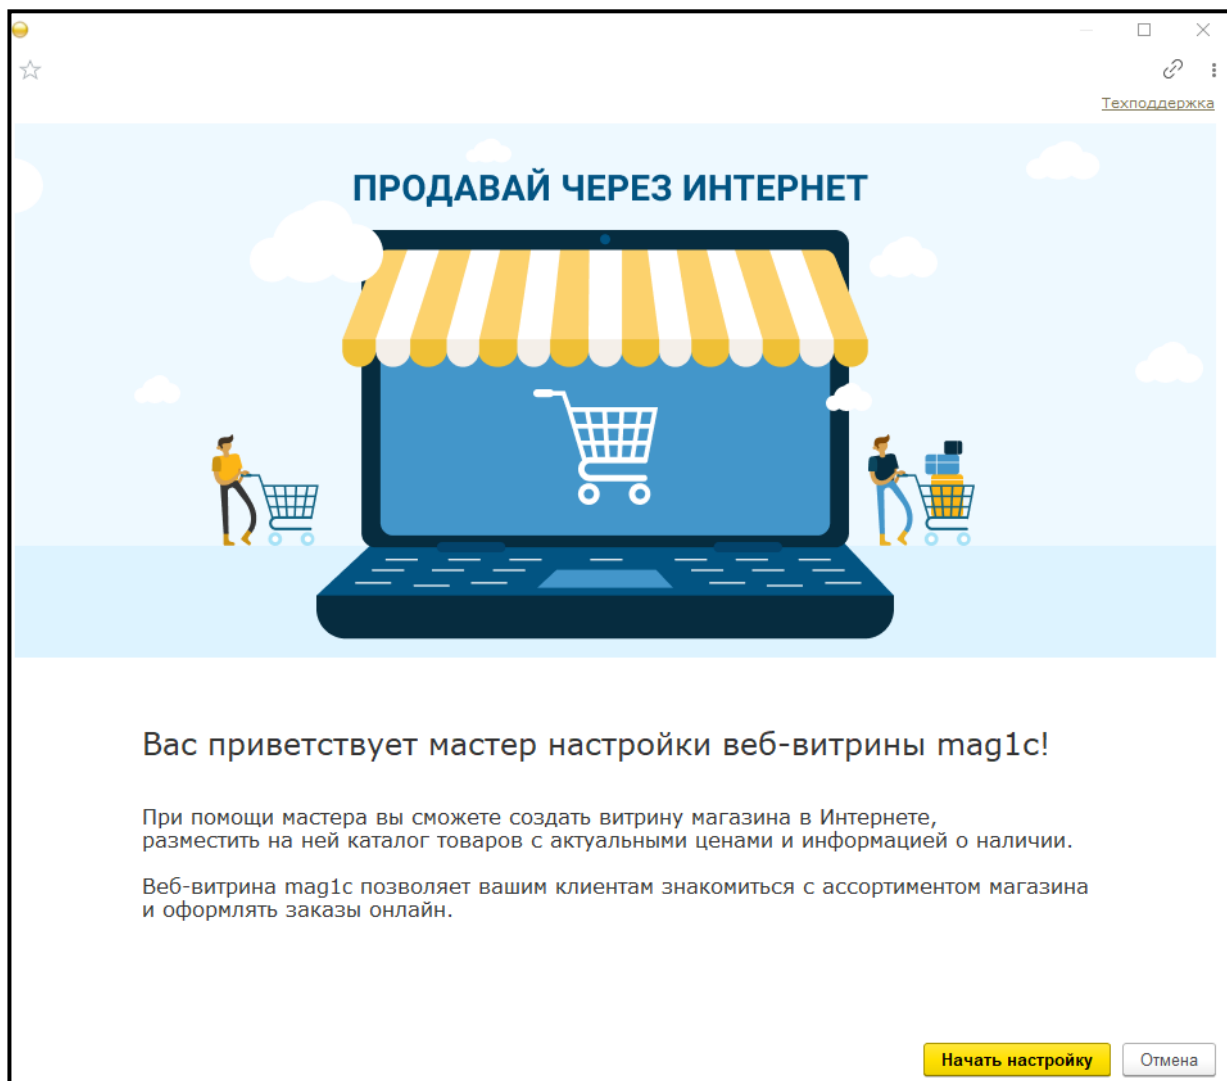 Техподдержка
ПРОДАВАЙ ЧЕРЕЗ ИНТЕРНЕТ
Вас приветствует мастер настройки веб-витрины mag1c!
При помощи мастера вы сможете создать витрину магазина в Интернете,
разместить на ней каталог товаров с актуальными ценами и информацией о наличии.
Веб-витрина mag1c позволяет вашим клиентам знакомиться с ассортиментом магазина
и оформлять заказы онлайн.
Начать настройку
Отмена